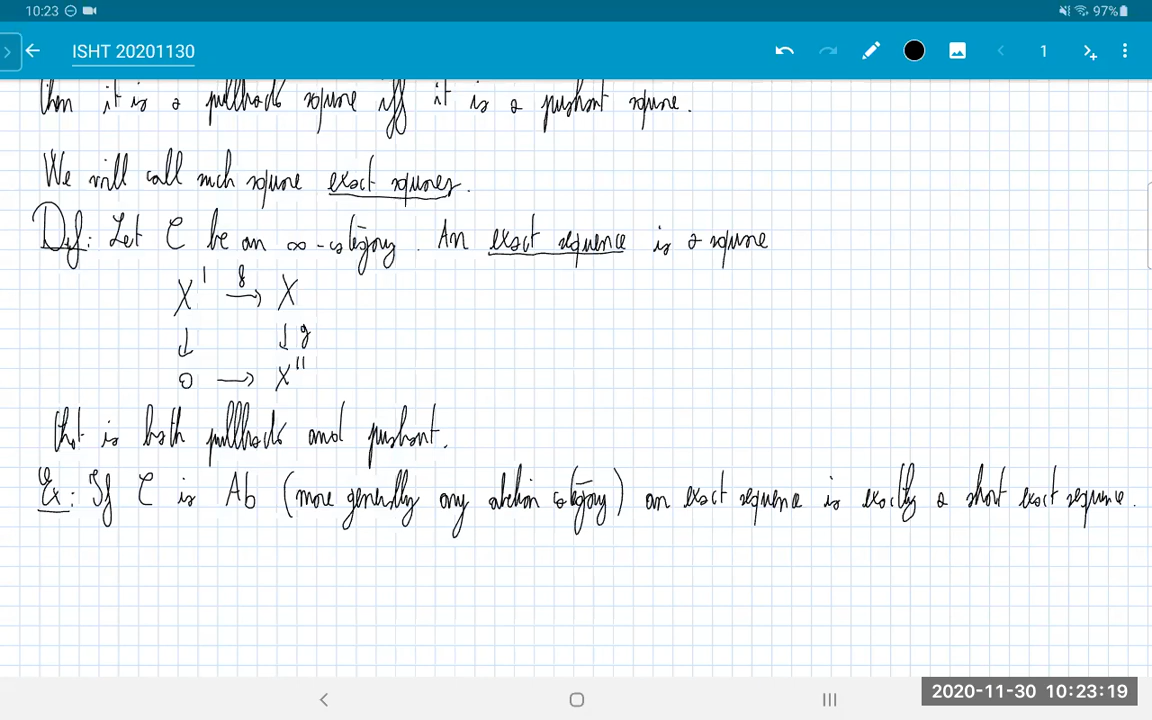 10:23
97%
ISHT 20201130
1
then it is a pullback square iff it is a pushout square.
We will call such square exact squares.
Def: Let C be an ∞-category. An exact sequence is a square
X' f→ X
↓ ↓ g
0 → X''
that is both pullback and pushout.
Ex: If C is Ab (more generally any abelian category) an exact sequence is exactly a short exact sequence.
2020-11-30 10:23:19